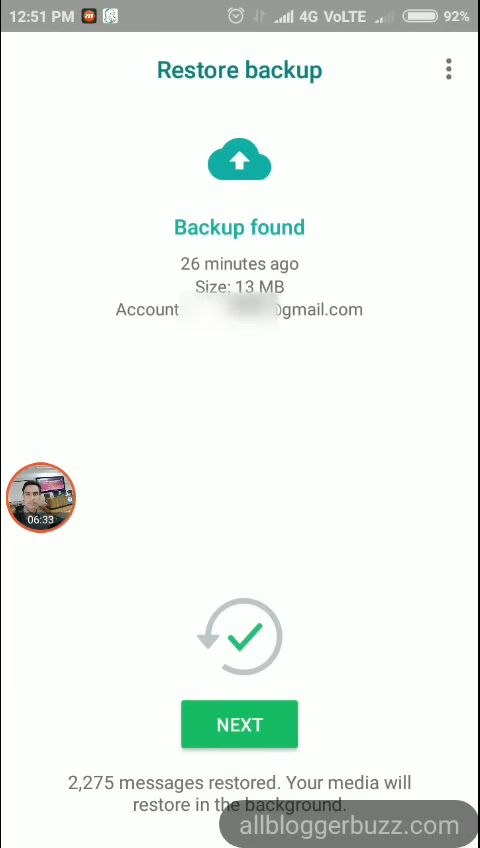 12:51 PM
4G VoLTE
92%
Restore backup
Backup found
26 minutes ago
Size: 13 MB
Account
@gmail.com
06:33
NEXT
2,275 messages restored. Your media will
restore in the background.
allbloggerbuzz.com